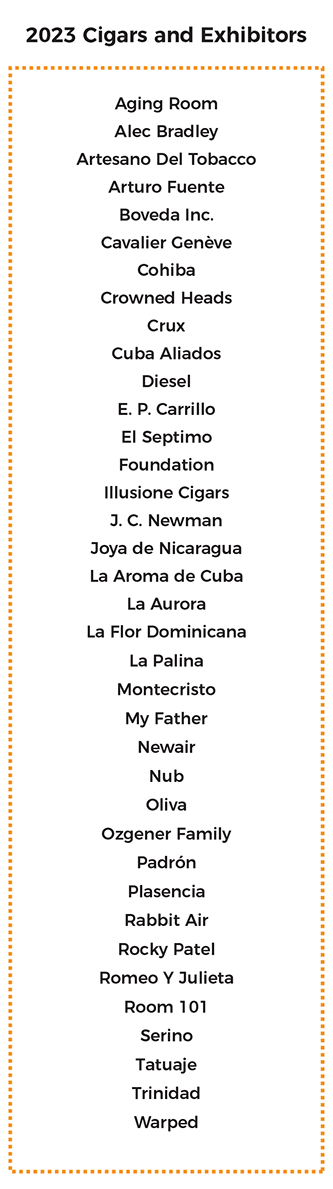 2023 Cigars and Exhibitors
Aging Room
Alec Bradley
Artesano Del Tobacco
Arturo Fuente
Boveda Inc.
Cavalier Genève
Cohiba
Crowned Heads
Crux
Cuba Aliados
Diesel
E. P. Carrillo
El Septimo
Foundation
Illusione Cigars
J. C. Newman
Joya de Nicaragua
La Aroma de Cuba
La Aurora
La Flor Dominicana
La Palina
Montecristo
My Father
Newair
Nub
Oliva
Ozgener Family
Padrón
Plasencia
Rabbit Air
Rocky Patel
Romeo Y Julieta
Room 101
Serino
Tatuaje
Trinidad
Warped